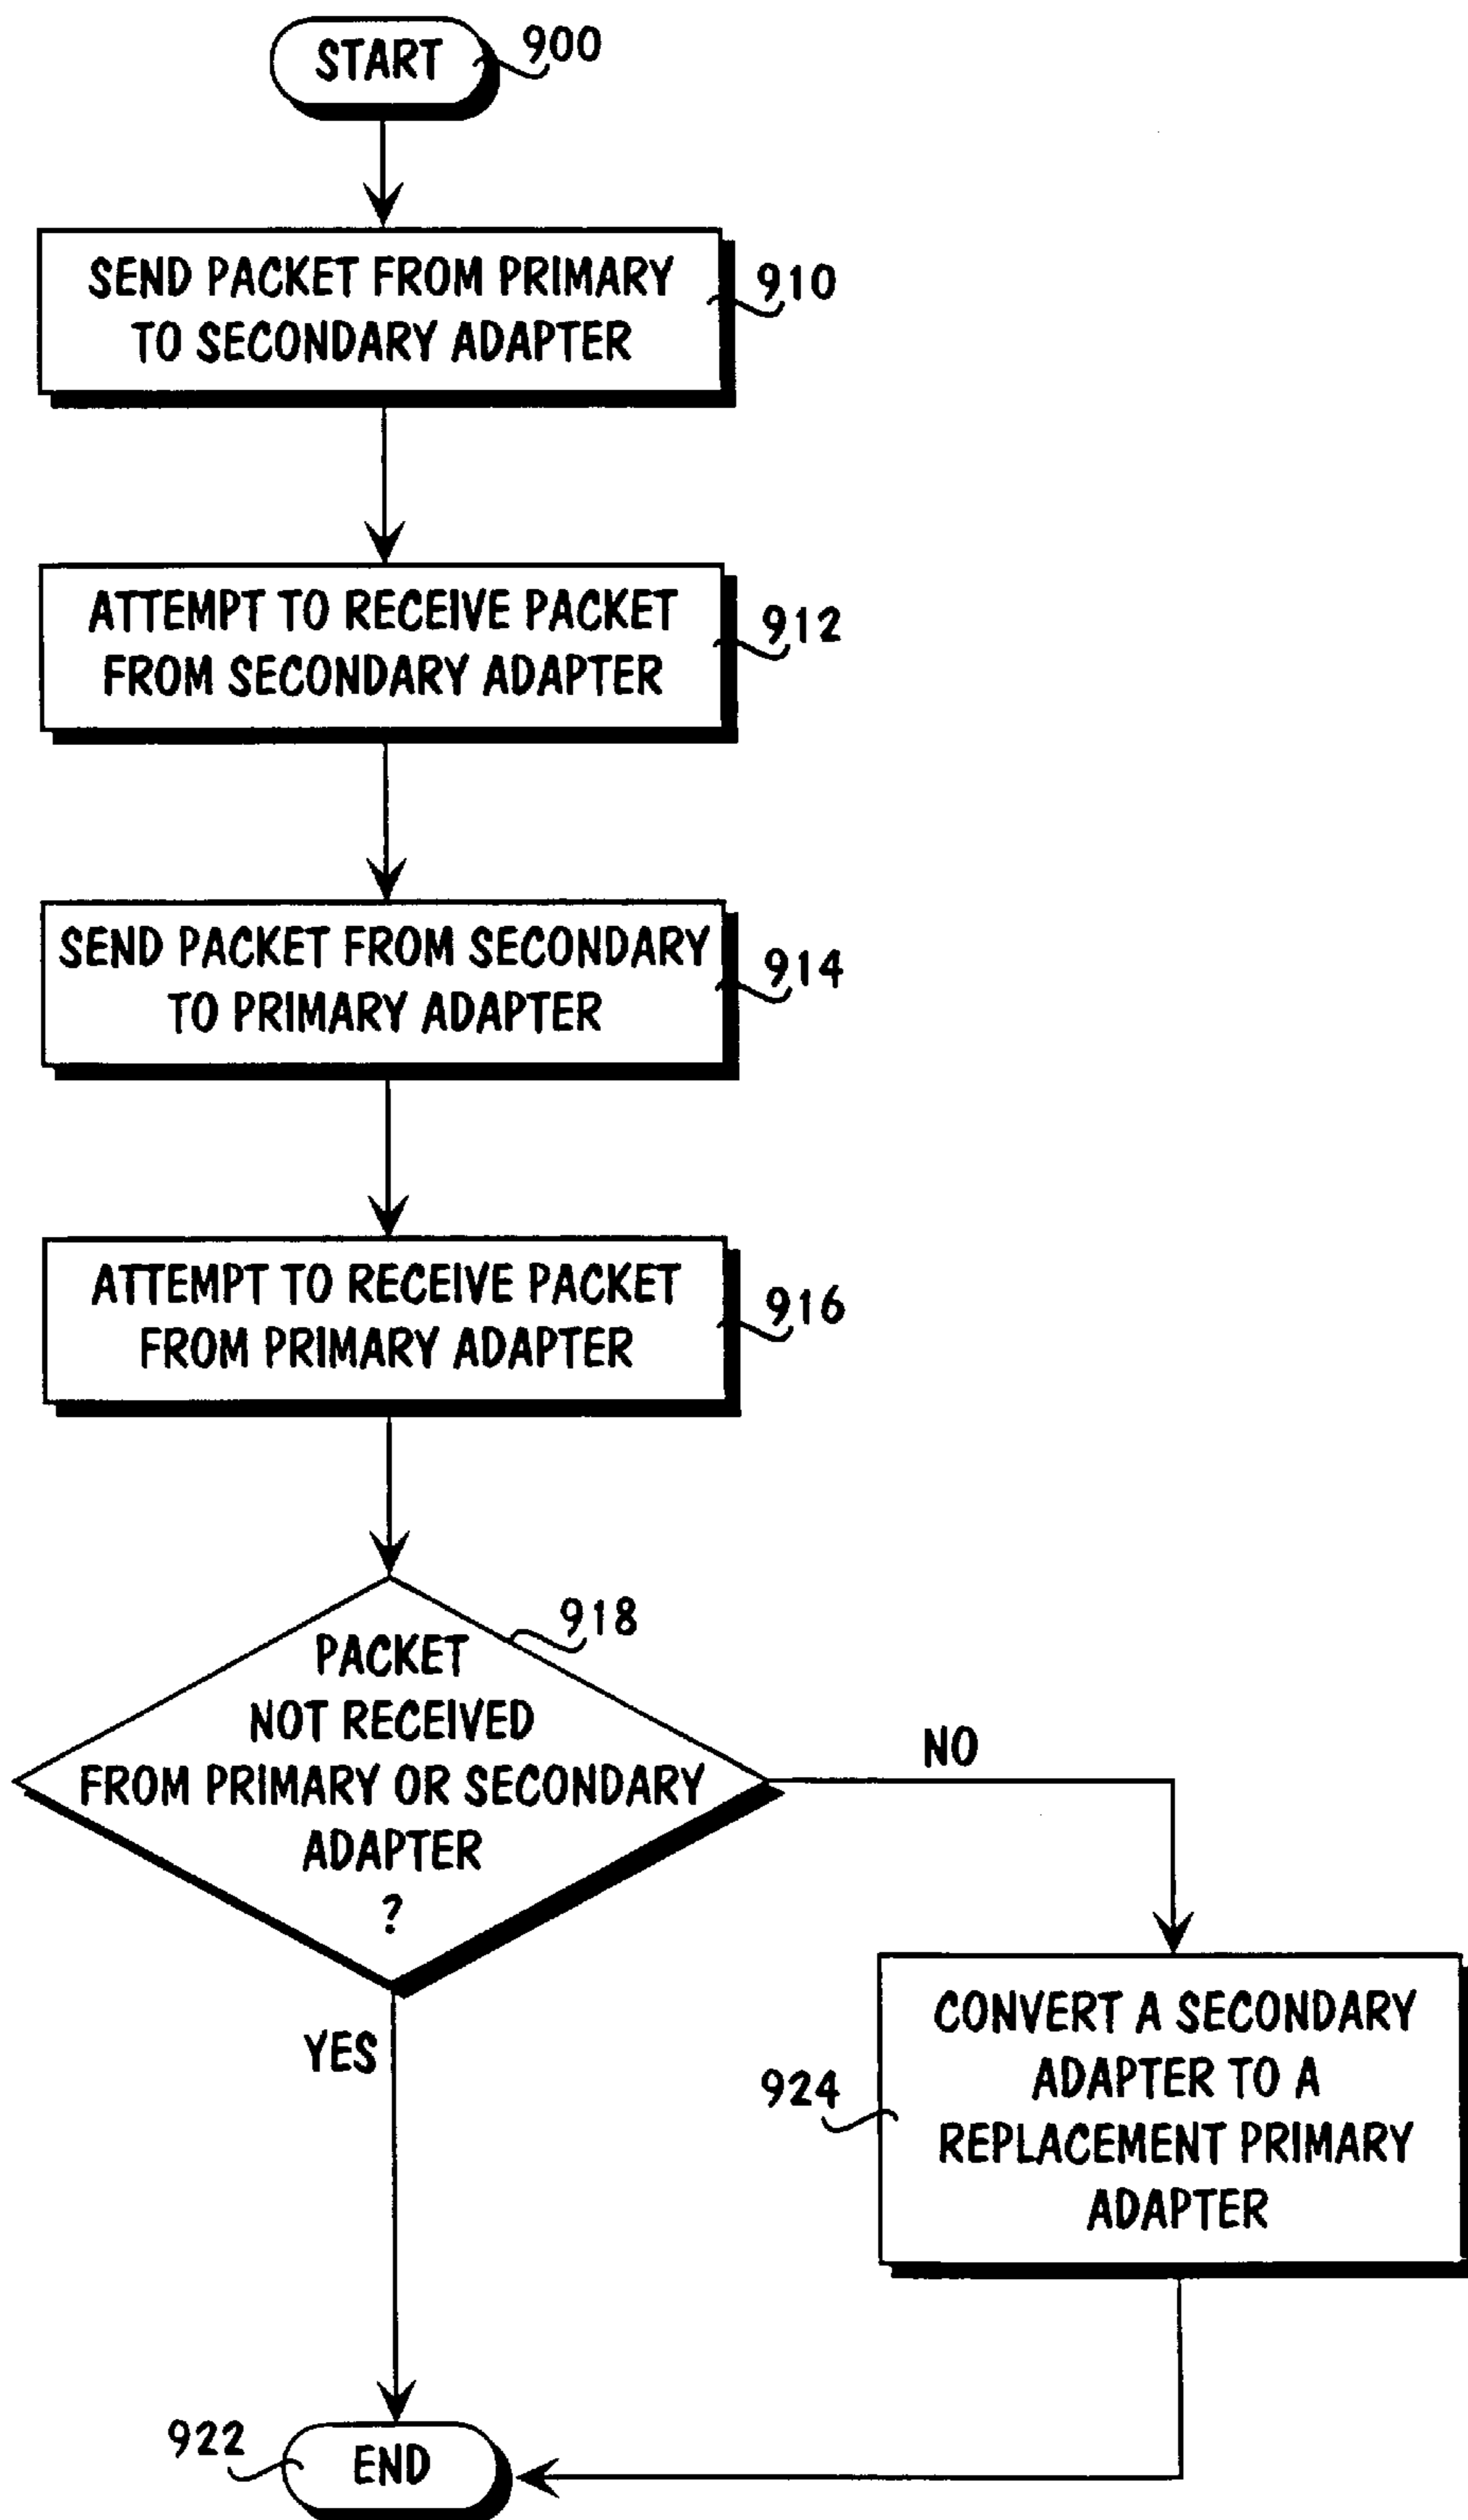 START
900
SEND PACKET FROM PRIMARY
TO SECONDARY ADAPTER
910
ATTEMPT TO RECEIVE PACKET
FROM SECONDARY ADAPTER
912
SEND PACKET FROM SECONDARY
TO PRIMARY ADAPTER
914
ATTEMPT TO RECEIVE PACKET
FROM PRIMARY ADAPTER
916
918
PACKET
NOT RECEIVED
FROM PRIMARY OR SECONDARY
ADAPTER
?
NO
YES
CONVERT A SECONDARY
ADAPTER TO A
REPLACEMENT PRIMARY
ADAPTER
924
922
END